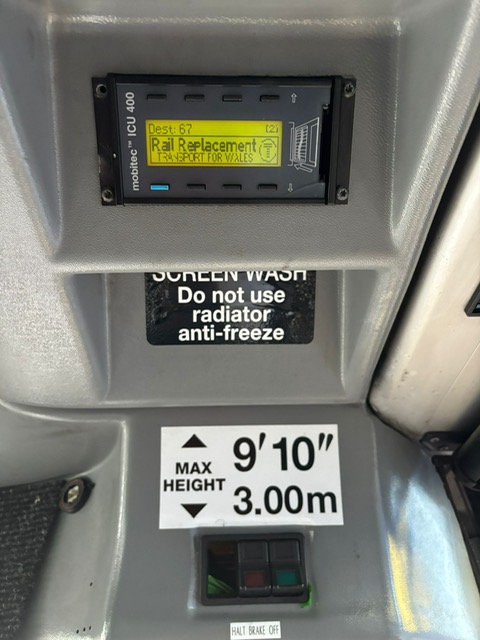 mobitec™ ICU 400
Dest: 67 (2)
Rail Replacement
TRANSPORT FOR WALES
SCREEN WASH
Do not use
radiator
anti-freeze
MAX
HEIGHT
9'10"
3.00m
HALT BRAKE OFF